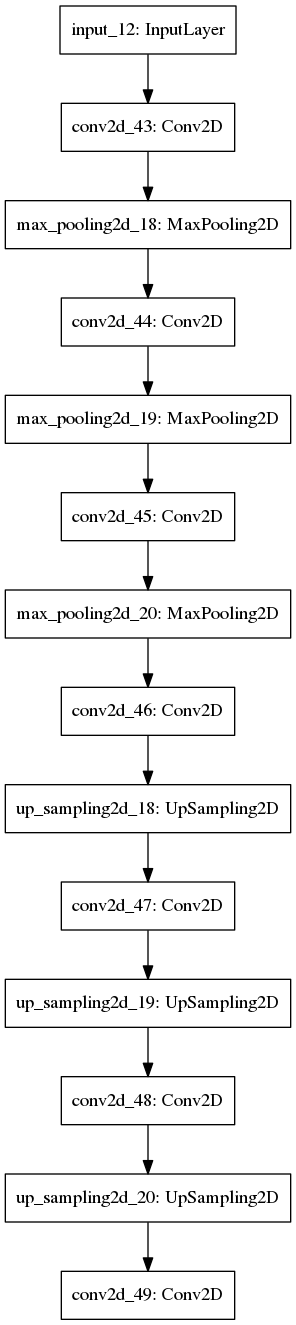 input_12: InputLayer
conv2d_43: Conv2D
max_pooling2d_18: MaxPooling2D
conv2d_44: Conv2D
max_pooling2d_19: MaxPooling2D
conv2d_45: Conv2D
max_pooling2d_20: MaxPooling2D
conv2d_46: Conv2D
up_sampling2d_18: UpSampling2D
conv2d_47: Conv2D
up_sampling2d_19: UpSampling2D
conv2d_48: Conv2D
up_sampling2d_20: UpSampling2D
conv2d_49: Conv2D